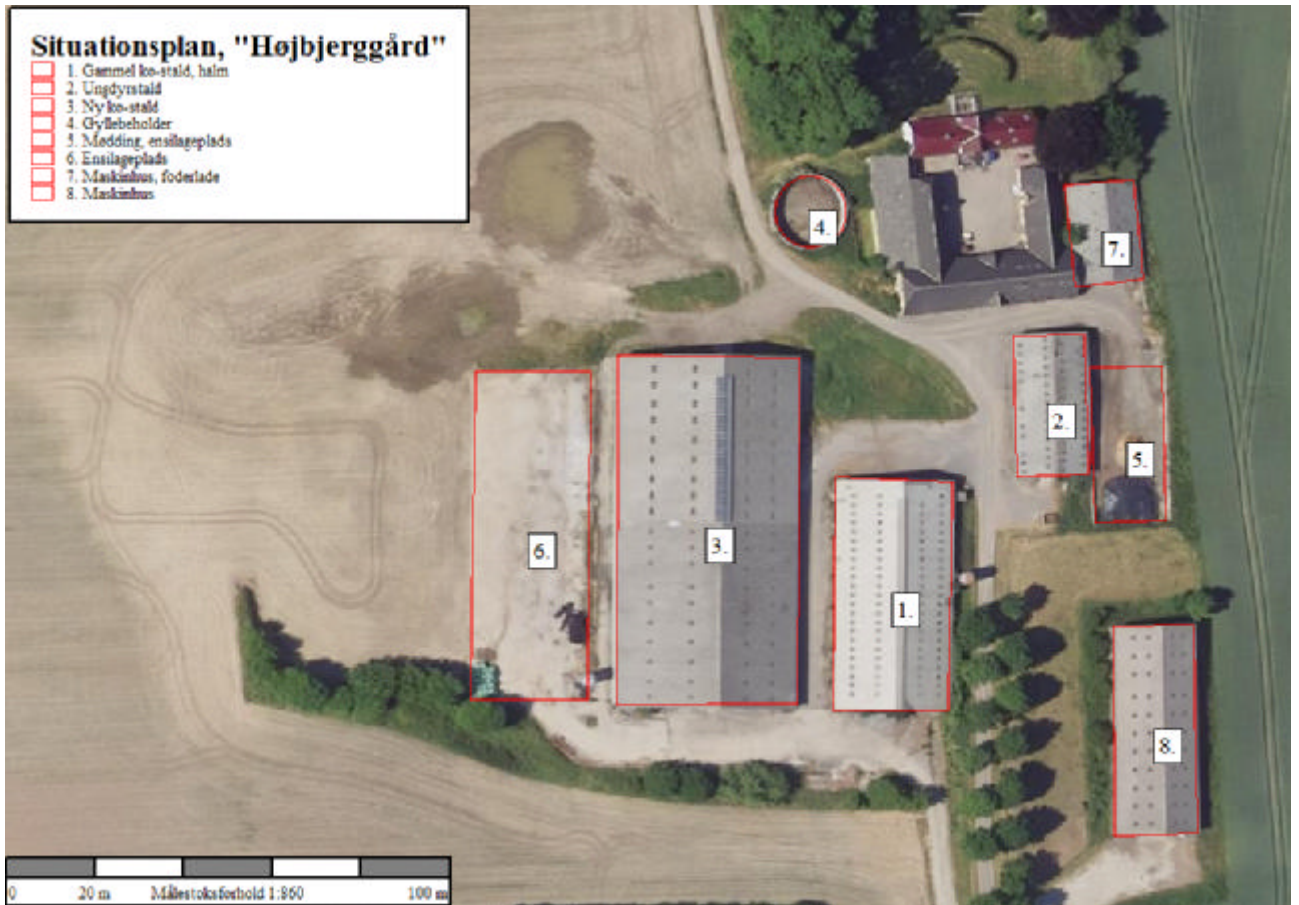 Situationsplan, "Højbjerggård"
1. Gammel ko-stald, halm
2. Ungdyrstald
3. Ny ko-stald
4. Gyllebeholder
5. Mødding, ensilageplads
6. Ensilageplads
7. Maskinhus, foderlade
8. Maskinhus
4.
7.
2.
5.
3.
6.
1.
8.
0 20 m Målestoksforhold 1:860 100 m